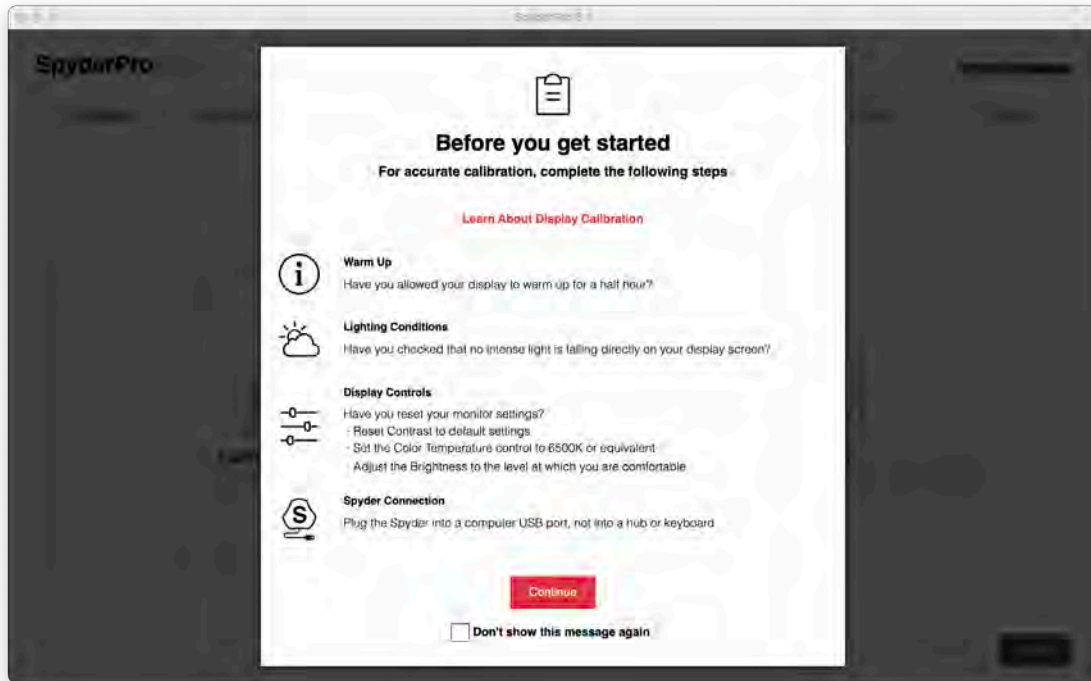 SpyderPro
Before you get started
For accurate calibration, complete the following steps
Learn About Display Calibration
Warm Up
Have you allowed your display to warm up for a half hour?
Lighting Conditions
Have you checked that no intense light is falling directly on your display screen?
Display Controls
Have you reset your monitor settings?
- Reset Contrast to default settings
- Set the Color Temperature control to 6500K or equivalent
- Adjust the Brightness to the level at which you are comfortable
S
Spyder Connection
Plug the Spyder into a computer USB port, not into a hub or keyboard
Continue
Don't show this message again